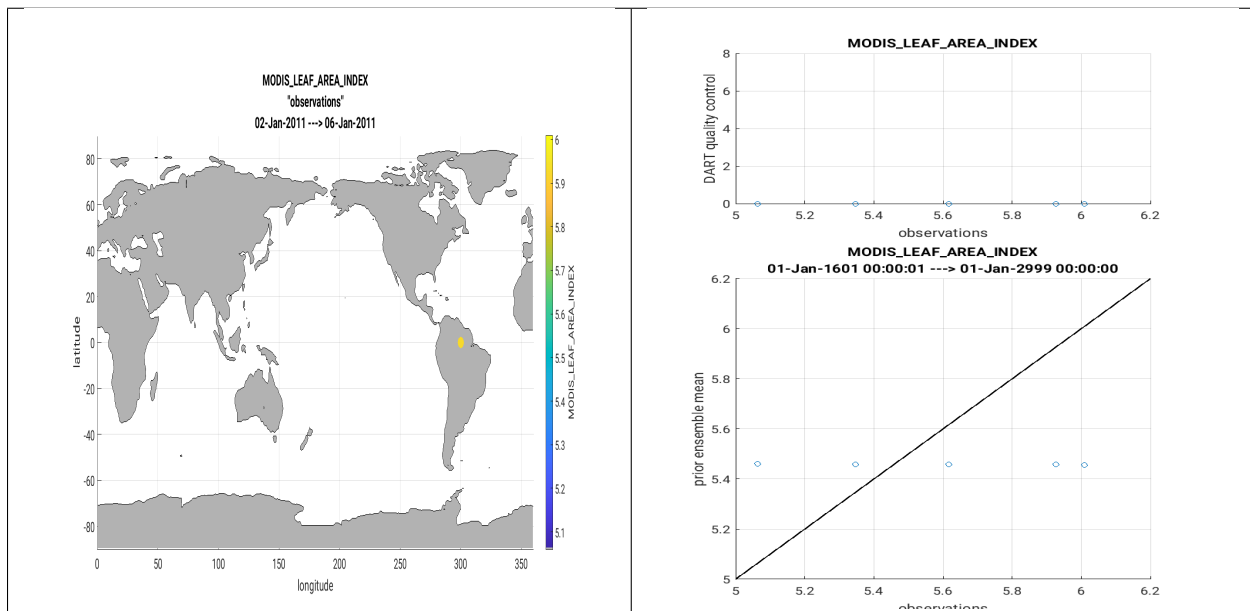 MODIS_LEAF_AREA_INDEX
"observations"
02-Jan-2011 ---> 06-Jan-2011
80
60
40
20
0
-20
-40
-60
-80
latitude
0 50 100 150 200 250 300 350
longitude
6
5.9
5.8
5.7
5.6
5.5
5.4
5.3
5.2
5.1
MODIS_LEAF_AREA_INDEX
MODIS_LEAF_AREA_INDEX
8
6
4
2
0
DART quality control
5 5.2 5.4 5.6 5.8 6 6.2
observations
MODIS_LEAF_AREA_INDEX
01-Jan-1601 00:00:01 ---> 01-Jan-2999 00:00:00
6.2
6
5.8
5.6
5.4
5.2
5
prior ensemble mean
5 5.2 5.4 5.6 5.8 6 6.2
observations